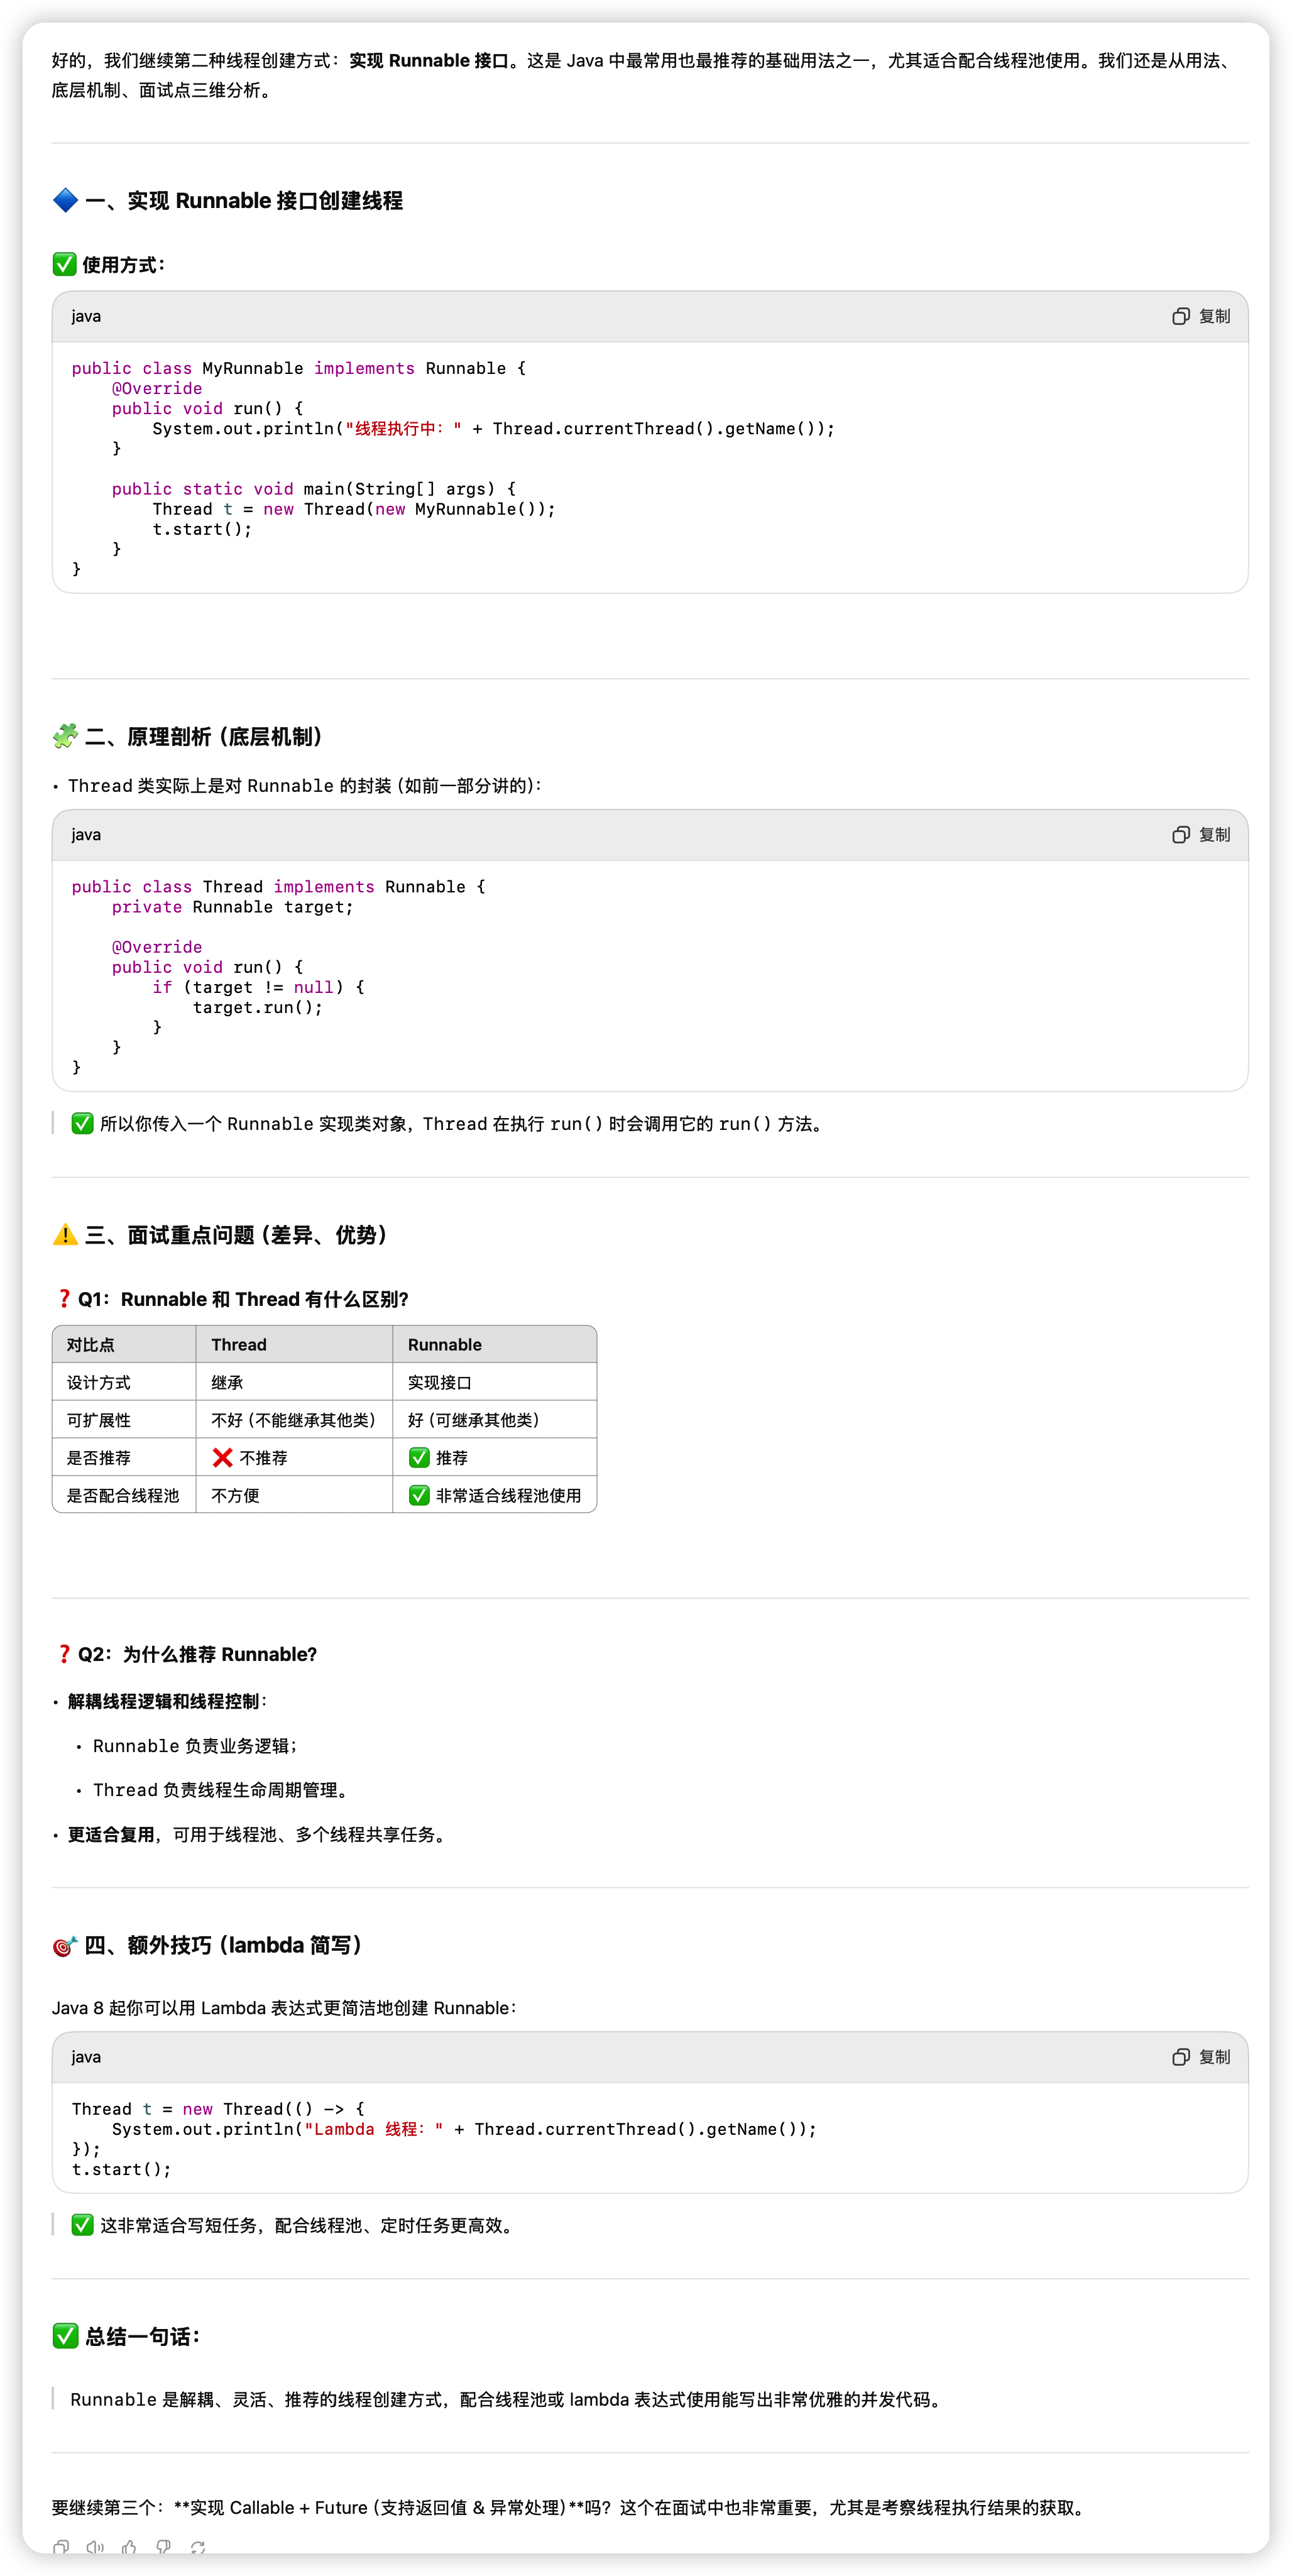 好的，我们继续第二种线程创建方式：实现 Runnable 接口。这是 Java 中最常用也最推荐的基础用法之一，尤其适合配合线程池使用。我们还是从用法、
底层机制、面试点三维分析。
🔷 一、实现 Runnable 接口创建线程
✅ 使用方式：
java 复制
public class MyRunnable implements Runnable {
    @Override
    public void run() {
        System.out.println("线程执行中：" + Thread.currentThread().getName());
    }
    public static void main(String[] args) {
        Thread t = new Thread(new MyRunnable());
        t.start();
    }
}
🧩 二、原理剖析（底层机制）
• Thread 类实际上是对 Runnable 的封装（如前一部分讲的）：
java 复制
public class Thread implements Runnable {
    private Runnable target;
    @Override
    public void run() {
        if (target != null) {
            target.run();
        }
    }
}
✅ 所以你传入一个 Runnable 实现类对象，Thread 在执行 run() 时会调用它的 run() 方法。
⚠️ 三、面试重点问题（差异、优势）
❓ Q1：Runnable 和 Thread 有什么区别？
对比点 Thread Runnable
设计方式 继承 实现接口
可扩展性 不好（不能继承其他类） 好（可继承其他类）
是否推荐 ❌ 不推荐 ✅ 推荐
是否配合线程池 不方便 ✅ 非常适合线程池使用
❓ Q2：为什么推荐 Runnable？
• 解耦线程逻辑和线程控制：
• Runnable 负责业务逻辑；
• Thread 负责线程生命周期管理。
• 更适合复用，可用于线程池、多个线程共享任务。
🎯 四、额外技巧（lambda 简写）
Java 8 起你可以用 Lambda 表达式更简洁地创建 Runnable：
java 复制
Thread t = new Thread(() -> {
    System.out.println("Lambda 线程：" + Thread.currentThread().getName());
});
t.start();
✅ 这非常适合写短任务，配合线程池、定时任务更高效。
✅ 总结一句话：
Runnable 是解耦、灵活、推荐的线程创建方式，配合线程池或 lambda 表达式使用能写出非常优雅的并发代码。
要继续第三个：**实现 Callable + Future（支持返回值 & 异常处理）**吗？这个在面试中也非常重要，尤其是考察线程执行结果的获取。